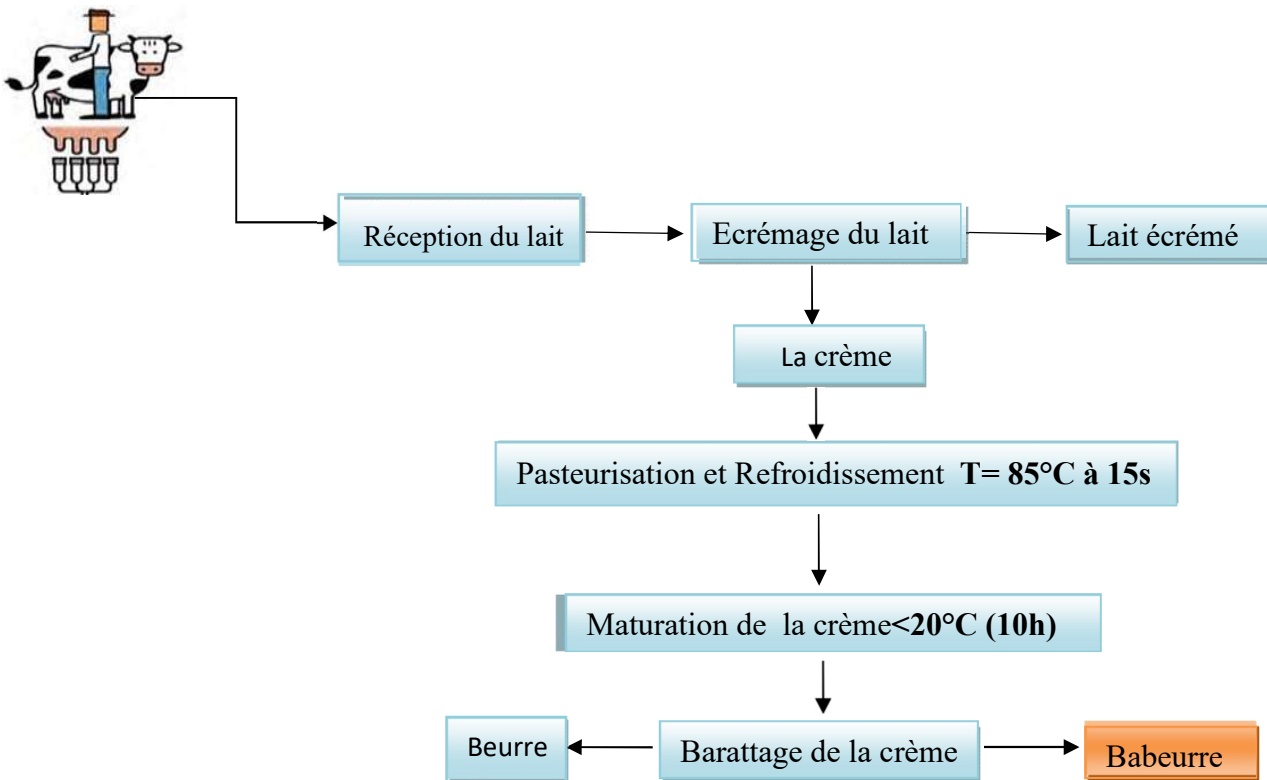 Réception du lait
Ecrémage du lait
Lait écrémé
La crème
Pasteurisation et Refroidissement T= 85°C à 15s
Maturation de la crème<20°C (10h)
Beurre
Barattage de la crème
Babeurre